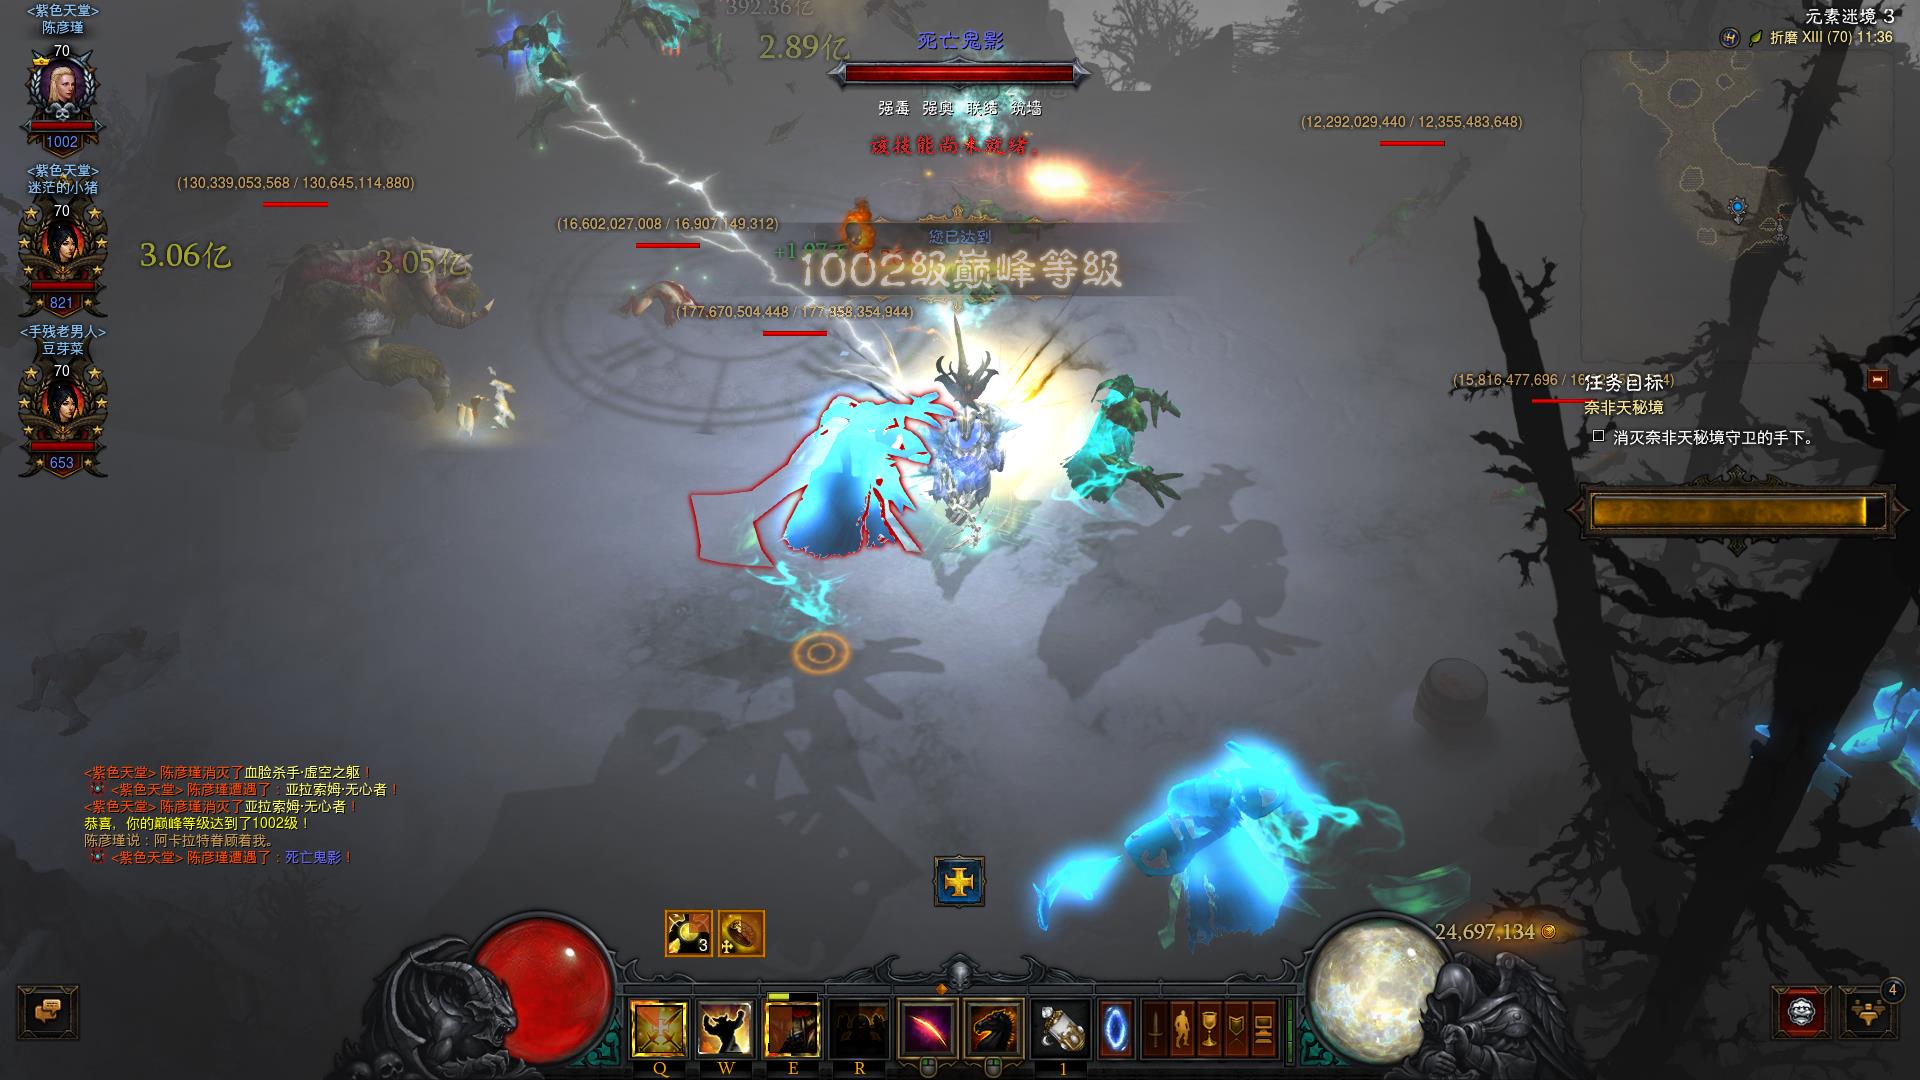 <紫色天堂>
陈彦瑾
70
1002
<紫色天堂>
迷茫的小猪
70
821
<手残老男人>
豆芽菜
70
653
392.36亿
2.89亿
死亡鬼影
强毒 强奥 联结 筑墙
该技能尚未就绪。
元素迷境 3
折磨 XIII (70) 11:36
(12,292,029,440 / 12,355,483,648)
(130,339,053,568 / 130,645,114,880)
(16,602,027,008 / 16,907,149,312)
3.06亿
3.05亿
您已达到
1002级巅峰等级
(177,670,504,448 / 177,858,354,944)
(15,816,477,696 /
任务目标
奈非天秘境
消灭奈非天秘境守卫的手下。
<紫色天堂> 陈彦瑾消灭了血脸杀手·虚空之躯！
<紫色天堂> 陈彦瑾遭遇了：亚拉索姆·无心者！
<紫色天堂> 陈彦瑾消灭了亚拉索姆·无心者！
恭喜，你的巅峰等级达到了1002级！
陈彦瑾说：阿卡拉特眷顾着我。
<紫色天堂> 陈彦瑾遭遇了：死亡鬼影！
24,697,134
3
4
Q W E R 1